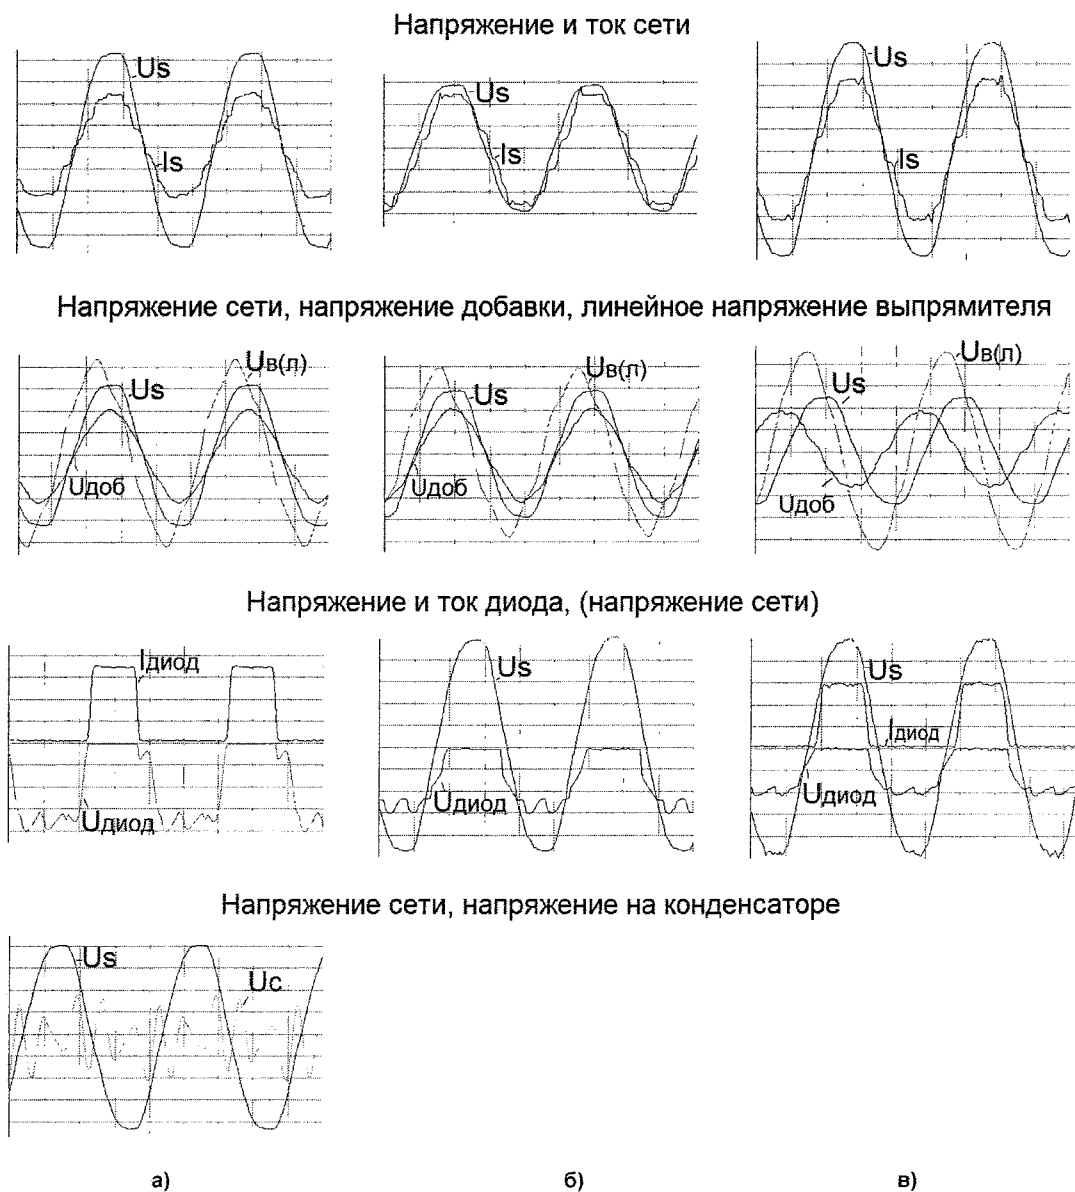 Напряжение и ток сети
Us
Is
Us
Is
Us
Is
Напряжение сети, напряжение добавки, линейное напряжение выпрямителя
Uв(л)
Us
Uдоб
Uв(л)
Us
Uдоб
Uв(л)
Us
Uдоб
Напряжение и ток диода, (напряжение сети)
Iдиод
Uдиод
Us
Uдиод
Us
Iдиод
Uдиод
Напряжение сети, напряжение на конденсаторе
Us
Uc
а)
б)
в)